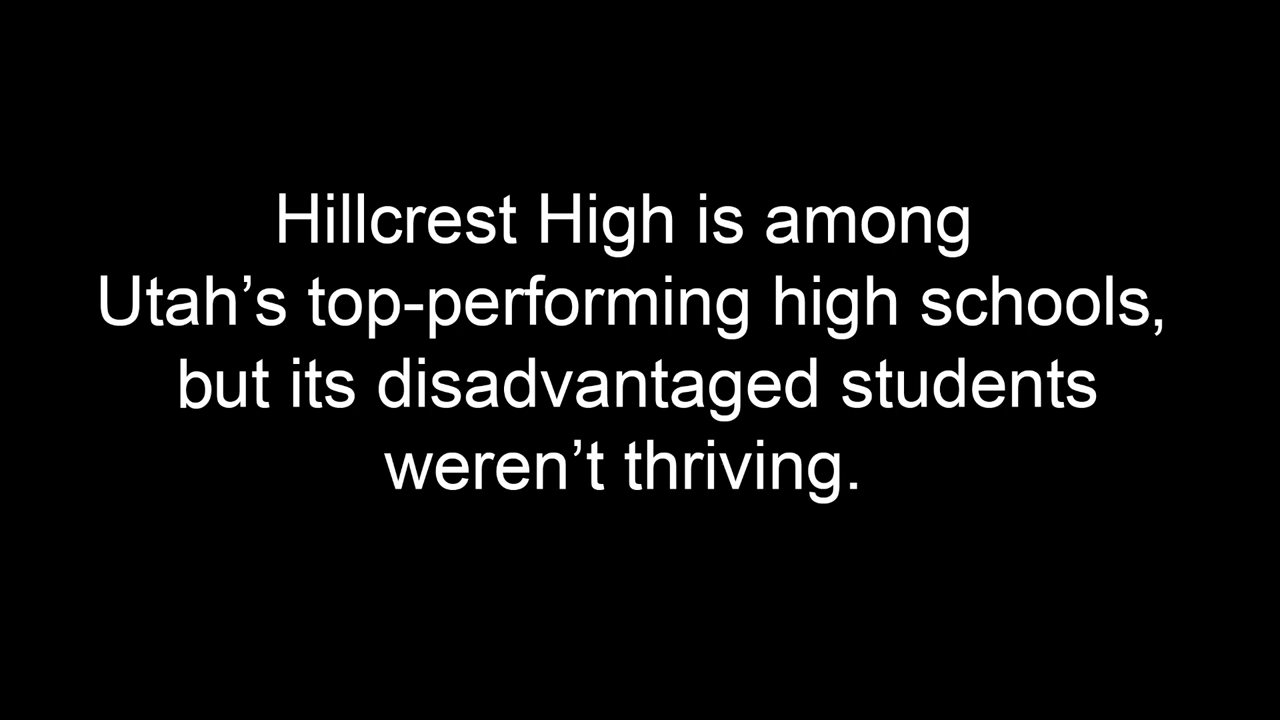 Hillcrest High is among
Utah’s top-performing high schools,
but its disadvantaged students
weren’t thriving.